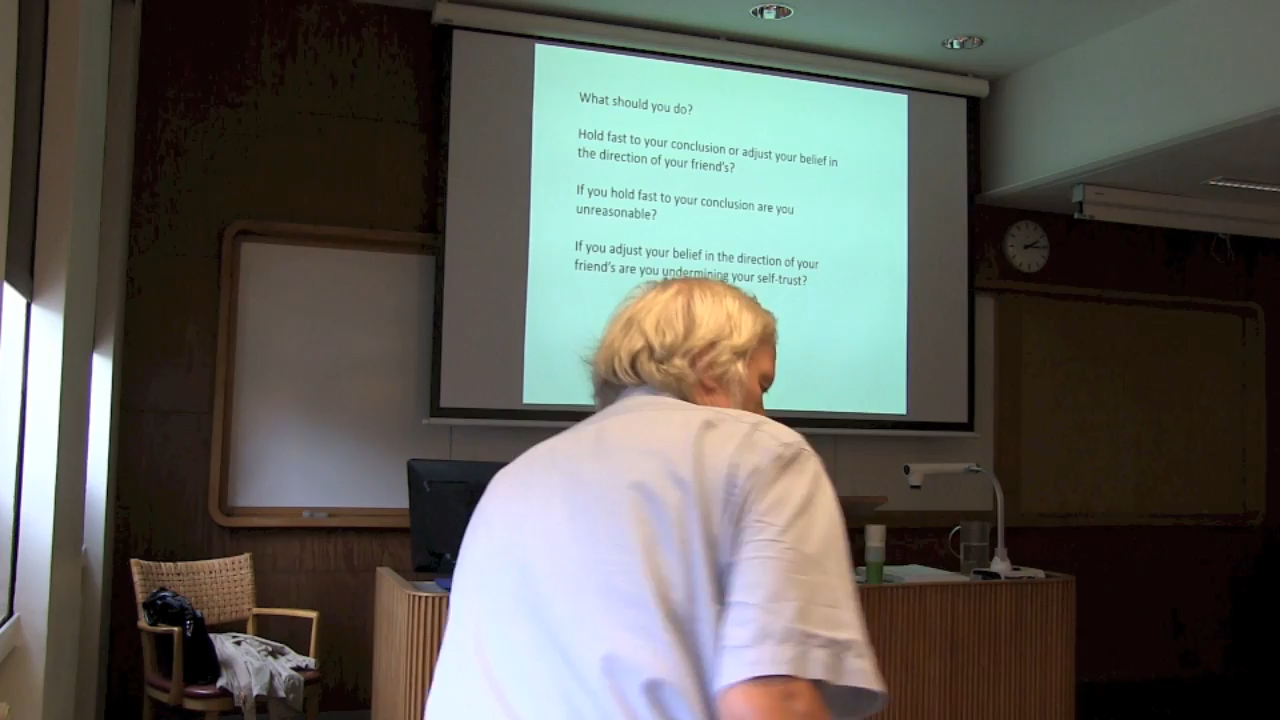 What should you do?
Hold fast to your conclusion or adjust your belief in
the direction of your friend's?
If you hold fast to your conclusion are you
unreasonable?
If you adjust your belief in the direction of your
friend's are you undermining your self-trust?